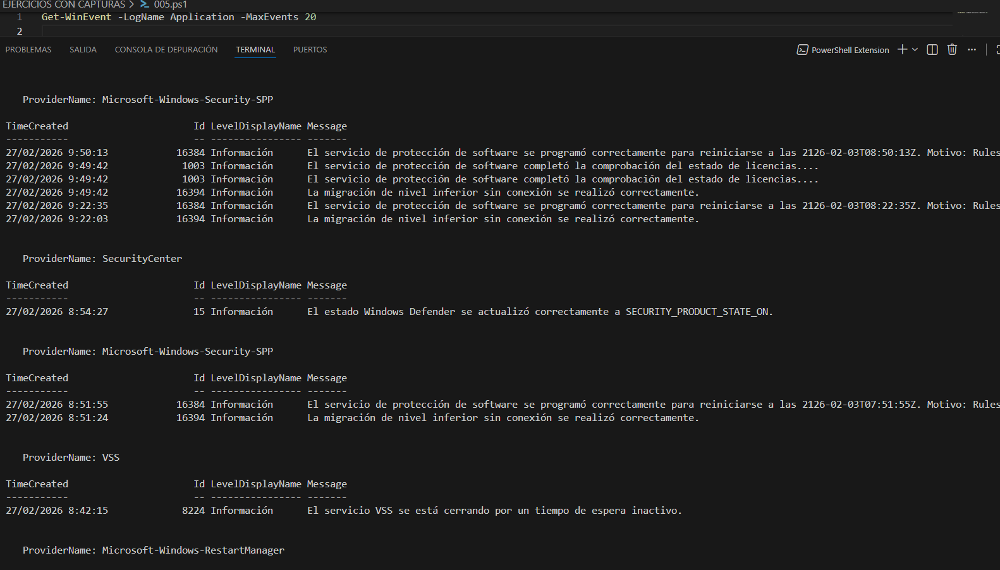 EJERCICIOS CON CAPTURAS > 005.ps1
1 Get-WinEvent -LogName Application -MaxEvents 20
2
PROBLEMAS SALIDA CONSOLA DE DEPURACIÓN TERMINAL PUERTOS PowerShell Extension
ProviderName: Microsoft-Windows-Security-SPP
TimeCreated Id LevelDisplayName Message
----------- -- ---------------- -------
27/02/2026 9:50:13 16384 Información El servicio de protección de software se programó correctamente para reiniciarse a las 2126-02-03T08:50:13Z. Motivo: Rules
27/02/2026 9:49:42 1003 Información El servicio de protección de software completó la comprobación del estado de licencias....
27/02/2026 9:49:42 1003 Información El servicio de protección de software completó la comprobación del estado de licencias....
27/02/2026 9:49:42 16394 Información La migración de nivel inferior sin conexión se realizó correctamente.
27/02/2026 9:22:35 16384 Información El servicio de protección de software se programó correctamente para reiniciarse a las 2126-02-03T08:22:35Z. Motivo: Rules
27/02/2026 9:22:03 16394 Información La migración de nivel inferior sin conexión se realizó correctamente.
ProviderName: SecurityCenter
TimeCreated Id LevelDisplayName Message
----------- -- ---------------- -------
27/02/2026 8:54:27 15 Información El estado Windows Defender se actualizó correctamente a SECURITY_PRODUCT_STATE_ON.
ProviderName: Microsoft-Windows-Security-SPP
TimeCreated Id LevelDisplayName Message
----------- -- ---------------- -------
27/02/2026 8:51:55 16384 Información El servicio de protección de software se programó correctamente para reiniciarse a las 2126-02-03T07:51:55Z. Motivo: Rules
27/02/2026 8:51:24 16394 Información La migración de nivel inferior sin conexión se realizó correctamente.
ProviderName: VSS
TimeCreated Id LevelDisplayName Message
----------- -- ---------------- -------
27/02/2026 8:42:15 8224 Información El servicio VSS se está cerrando por un tiempo de espera inactivo.
ProviderName: Microsoft-Windows-RestartManager